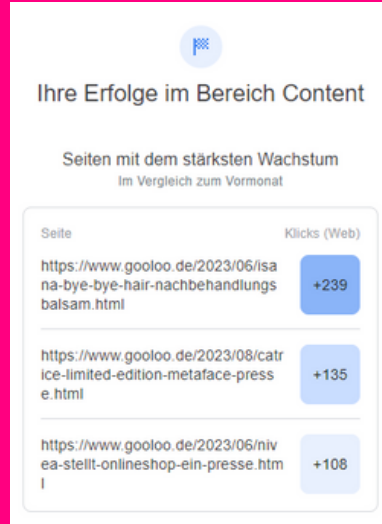 Ihre Erfolge im Bereich Content
Seiten mit dem stärksten Wachstum
Im Vergleich zum Vormonat
Seite Klicks (Web)
https://www.gooloo.de/2023/06/isa
na-bye-bye-hair-nachbehandlungs
balsam.html
+239
https://www.gooloo.de/2023/08/catr
ice-limited-edition-metaface-press
e.html
+135
https://www.gooloo.de/2023/06/niv
ea-stellt-onlineshop-ein-presse.htm
l
+108